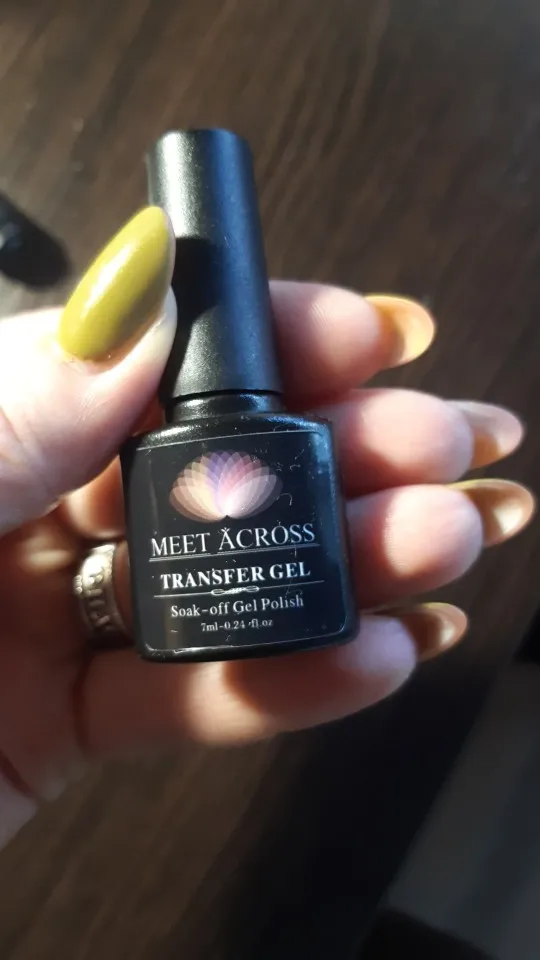 MEET ACROSS
TRANSFER GEL
Soak-off Gel Polish
7ml-0.24 fl.oz